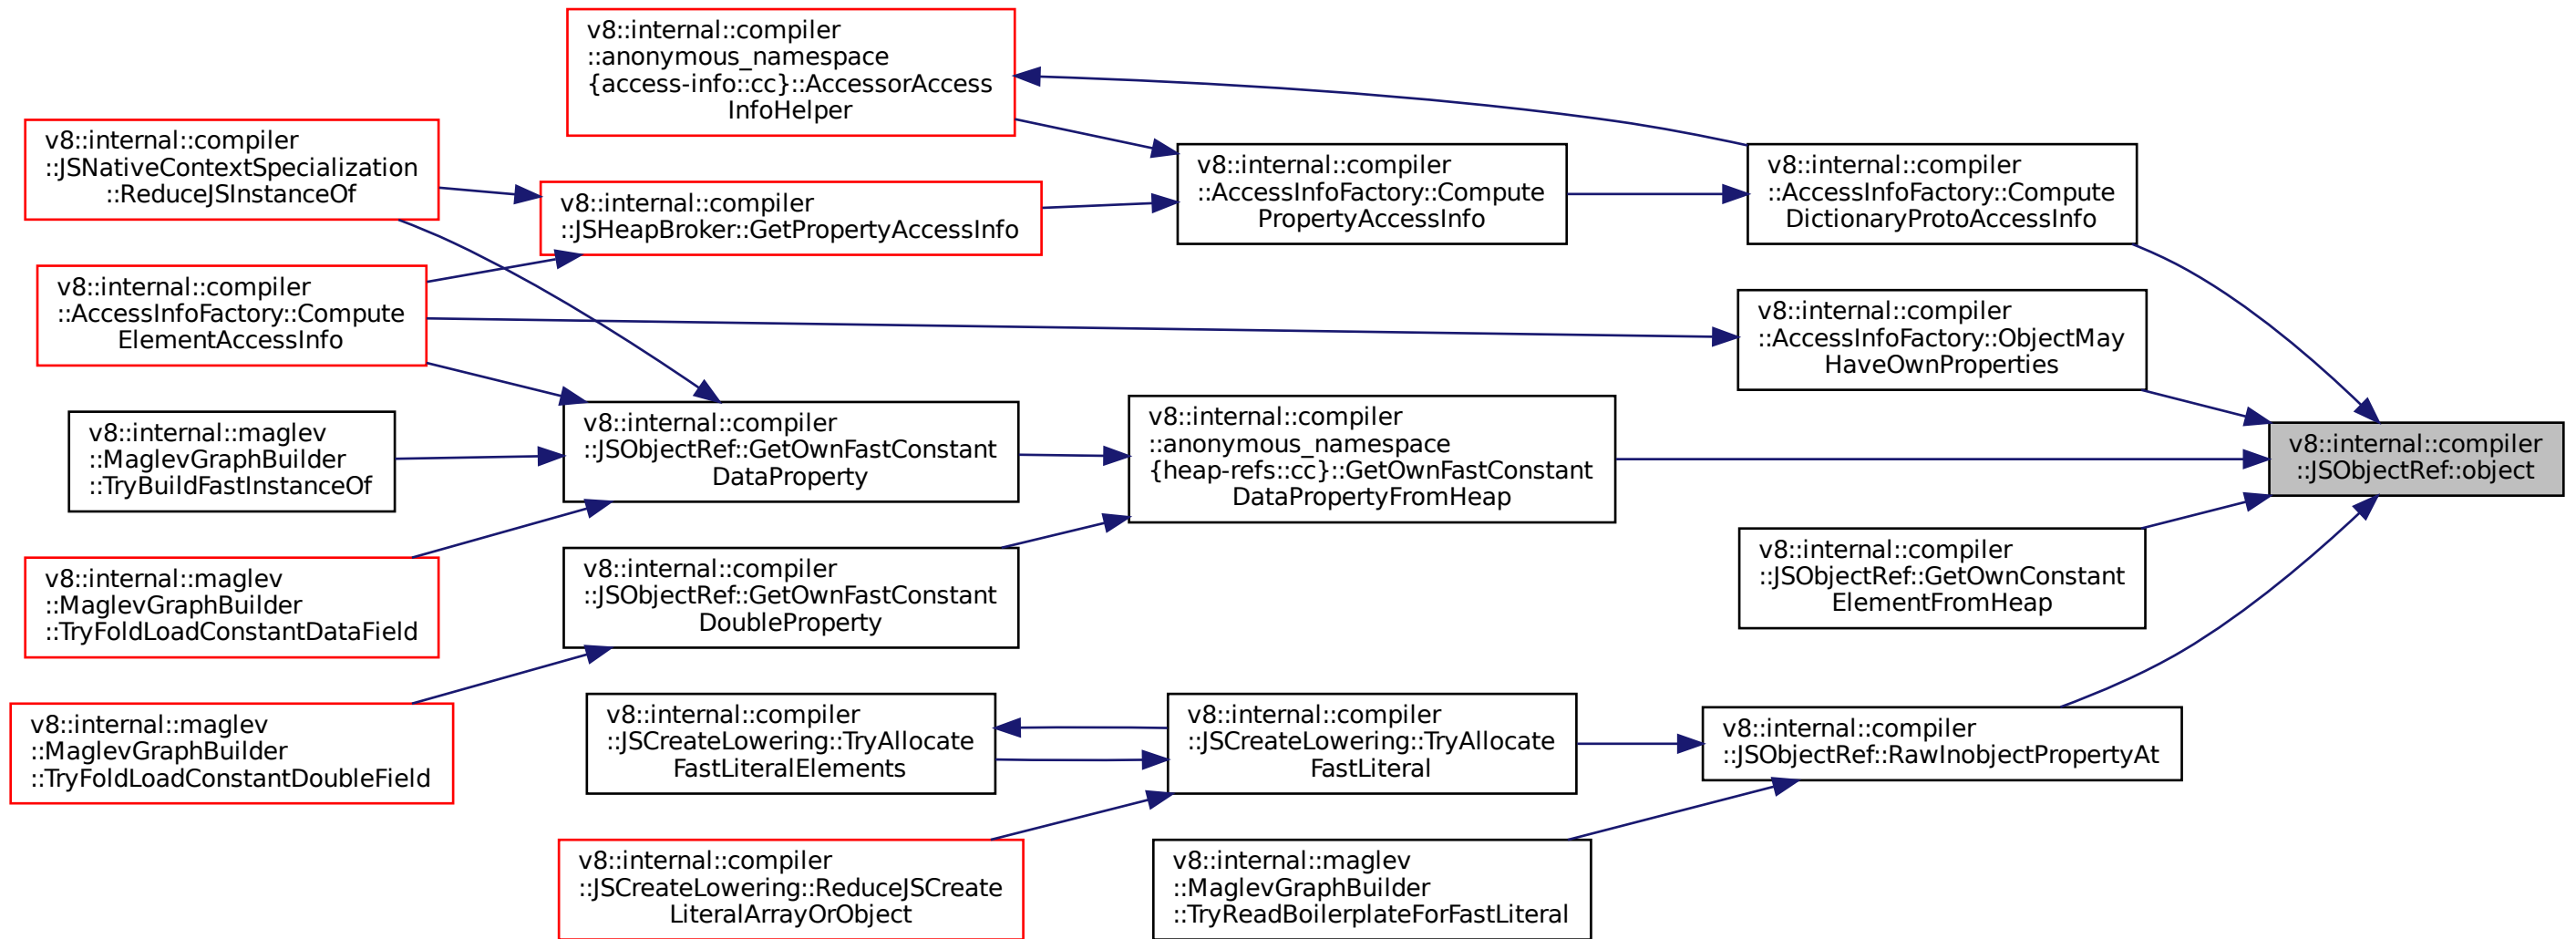 v8::internal::compiler
::anonymous_namespace
{access-info::cc}::AccessorAccess
InfoHelper
v8::internal::compiler
::JSNativeContextSpecialization
::ReduceJSInstanceOf
v8::internal::compiler
::JSHeapBroker::GetPropertyAccessInfo
v8::internal::compiler
::AccessInfoFactory::Compute
PropertyAccessInfo
v8::internal::compiler
::AccessInfoFactory::Compute
DictionaryProtoAccessInfo
v8::internal::compiler
::AccessInfoFactory::Compute
ElementAccessInfo
v8::internal::compiler
::AccessInfoFactory::ObjectMay
HaveOwnProperties
v8::internal::maglev
::MaglevGraphBuilder
::TryBuildFastInstanceOf
v8::internal::compiler
::JSObjectRef::GetOwnFastConstant
DataProperty
v8::internal::compiler
::anonymous_namespace
{heap-refs::cc}::GetOwnFastConstant
DataPropertyFromHeap
v8::internal::compiler
::JSObjectRef::object
v8::internal::maglev
::MaglevGraphBuilder
::TryFoldLoadConstantDataField
v8::internal::compiler
::JSObjectRef::GetOwnFastConstant
DoubleProperty
v8::internal::compiler
::JSObjectRef::GetOwnConstant
ElementFromHeap
v8::internal::maglev
::MaglevGraphBuilder
::TryFoldLoadConstantDoubleField
v8::internal::compiler
::JSCreateLowering::TryAllocate
FastLiteralElements
v8::internal::compiler
::JSCreateLowering::TryAllocate
FastLiteral
v8::internal::compiler
::JSObjectRef::RawInobjectPropertyAt
v8::internal::compiler
::JSCreateLowering::ReduceJSCreate
LiteralArrayOrObject
v8::internal::maglev
::MaglevGraphBuilder
::TryReadBoilerplateForFastLiteral